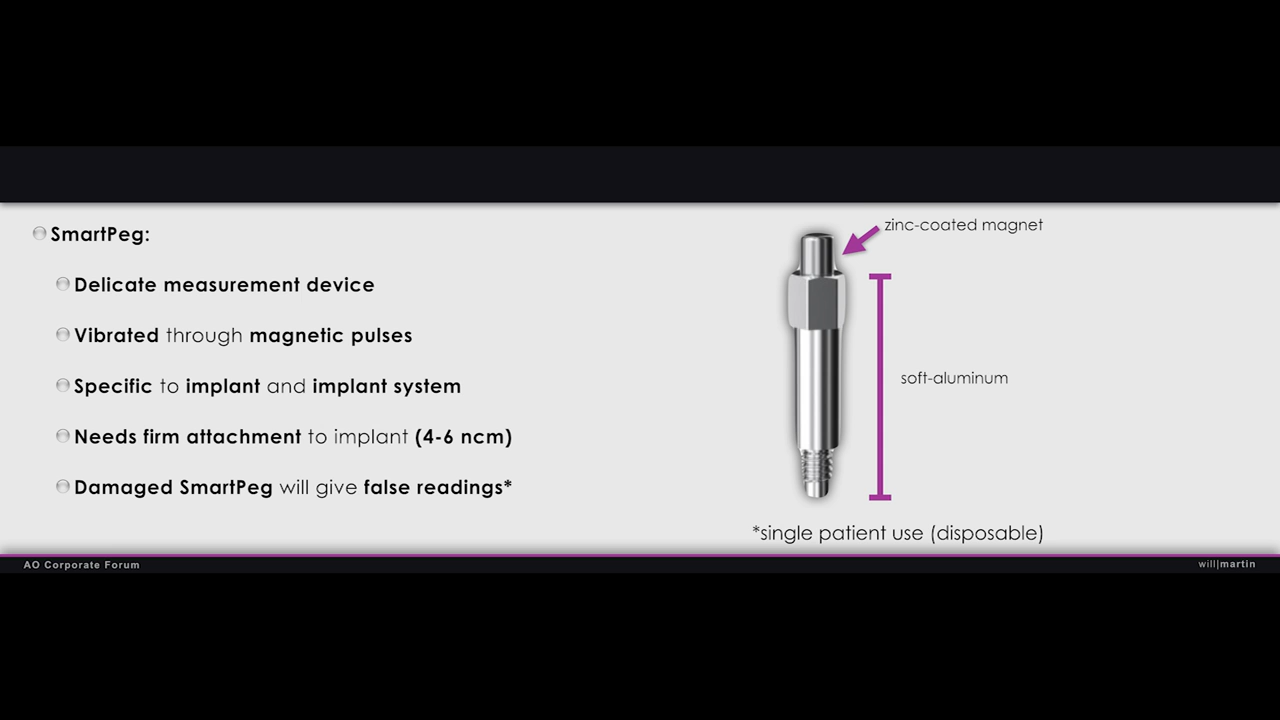 SmartPeg:
Delicate measurement device
Vibrated through magnetic pulses
Specific to implant and implant system
Needs firm attachment to implant (4-6 ncm)
Damaged SmartPeg will give false readings*
zinc-coated magnet
soft-aluminum
*single patient use (disposable)
AO Corporate Forum
will|martin